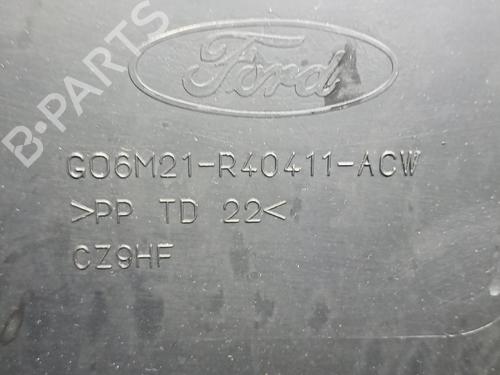 B-PARTS
Ford
GO6M21-R40411-ACW
>PP TD 22<
CZ9HF